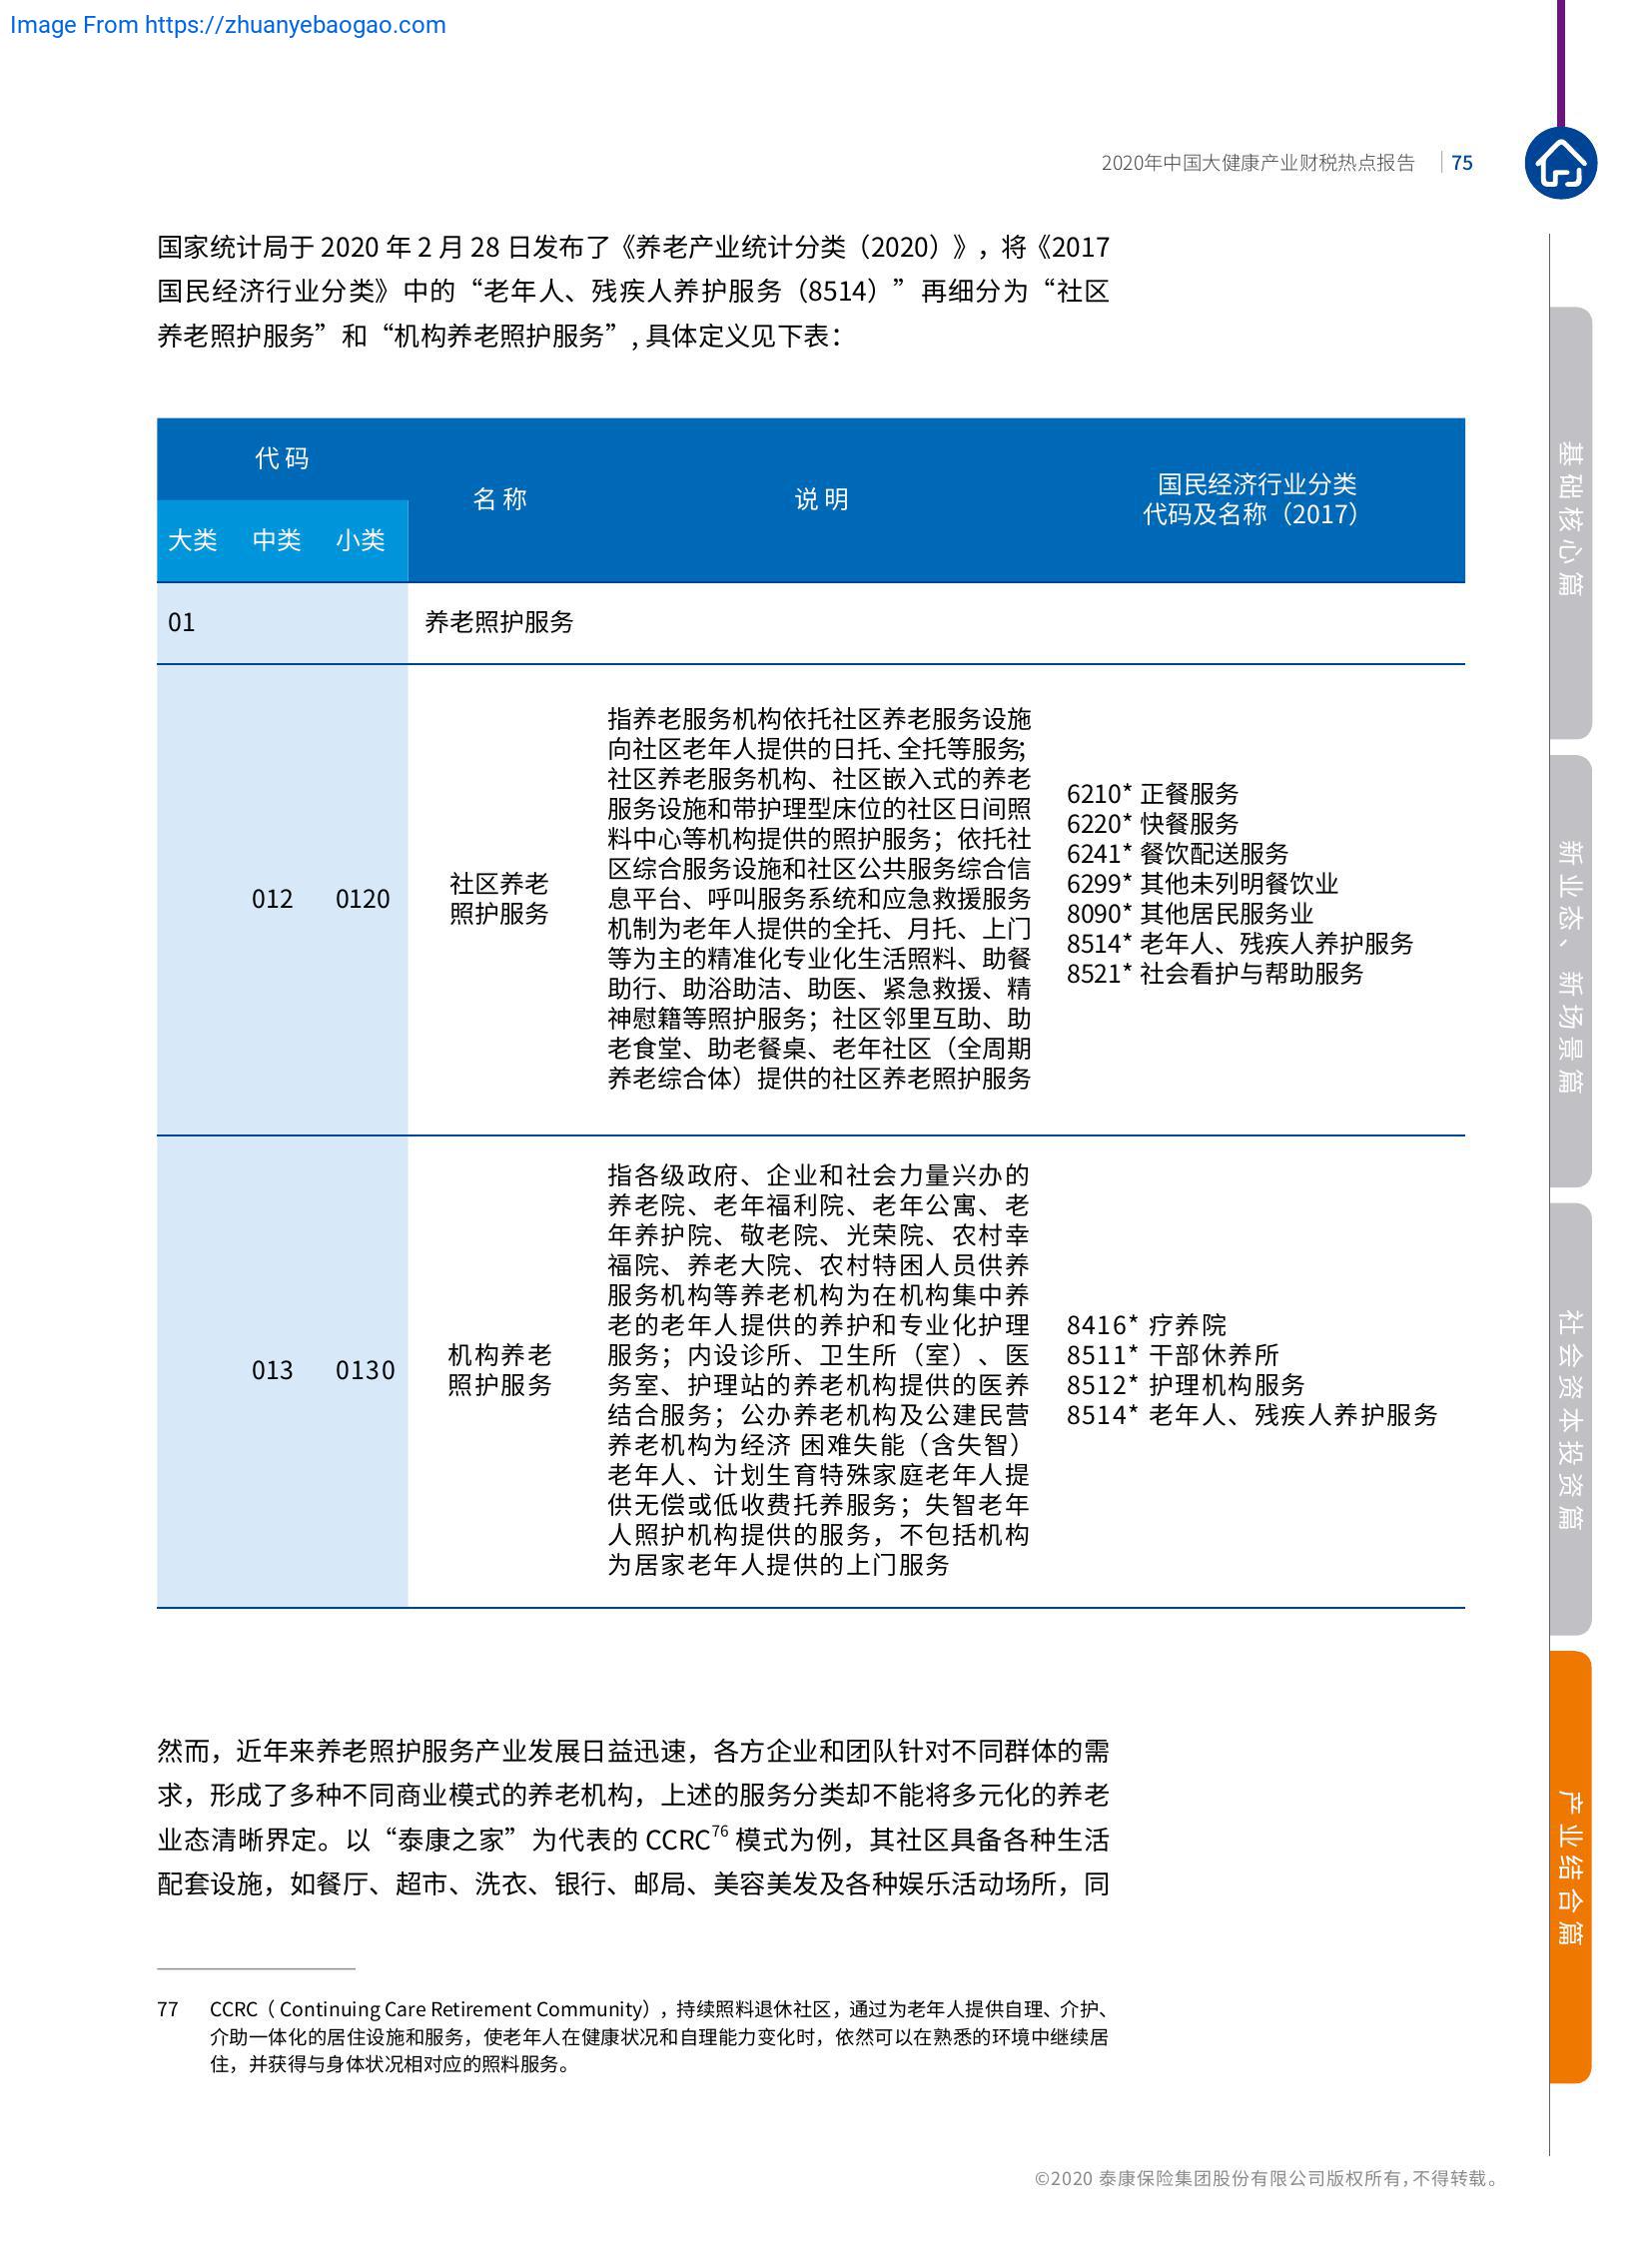 Image From https://zhuanyebaogao.com
2020年中国大健康产业财税热点报告 75
国家统计局于 2020 年 2 月 28 日发布了《养老产业统计分类（2020）》，将《2017
国民经济行业分类》中的“老年人、残疾人养护服务（8514）”再细分为“社区
养老照护服务”和“机构养老照护服务”, 具体定义见下表：
代 码
名 称
说 明
国民经济行业分类
代码及名称（2017）
大类 中类 小类
01 养老照护服务
012 0120
社区养老
照护服务
指养老服务机构依托社区养老服务设施
向社区老年人提供的日托、全托等服务；
社区养老服务机构、社区嵌入式的养老
服务设施和带护理型床位的社区日间照
料中心等机构提供的照护服务；依托社
区综合服务设施和社区公共服务综合信
息平台、呼叫服务系统和应急救援服务
机制为老年人提供的全托、月托、上门
等为主的精准化专业化生活照料、助餐
助行、助浴助洁、助医、紧急救援、精
神慰籍等照护服务；社区邻里互助、助
老食堂、助老餐桌、老年社区（全周期
养老综合体）提供的社区养老照护服务
6210* 正餐服务
6220* 快餐服务
6241* 餐饮配送服务
6299* 其他未列明餐饮业
8090* 其他居民服务业
8514* 老年人、残疾人养护服务
8521* 社会看护与帮助服务
013 0130
机构养老
照护服务
指各级政府、企业和社会力量兴办的
养老院、老年福利院、老年公寓、老
年养护院、敬老院、光荣院、农村幸
福院、养老大院、农村特困人员供养
服务机构等养老机构为在机构集中养
老的老年人提供的养护和专业化护理
服务；内设诊所、卫生所（室）、医
务室、护理站的养老机构提供的医养
结合服务；公办养老机构及公建民营
养老机构为经济 困难失能（含失智）
老年人、计划生育特殊家庭老年人提
供无偿或低收费托养服务；失智老年
人照护机构提供的服务，不包括机构
为居家老年人提供的上门服务
8416* 疗养院
8511* 干部休养所
8512* 护理机构服务
8514* 老年人、残疾人养护服务
然而，近年来养老照护服务产业发展日益迅速，各方企业和团队针对不同群体的需
求，形成了多种不同商业模式的养老机构，上述的服务分类却不能将多元化的养老
业态清晰界定。以“泰康之家”为代表的 CCRC76 模式为例，其社区具备各种生活
配套设施，如餐厅、超市、洗衣、银行、邮局、美容美发及各种娱乐活动场所，同
77 CCRC（ Continuing Care Retirement Community），持续照料退休社区，通过为老年人提供自理、介护、
介助一体化的居住设施和服务，使老年人在健康状况和自理能力变化时，依然可以在熟悉的环境中继续居
住，并获得与身体状况相对应的照料服务。
基础核心篇
新业态、新场景篇
社会资本投资篇
产业结合篇
©2020 泰康保险集团股份有限公司版权所有，不得转载。